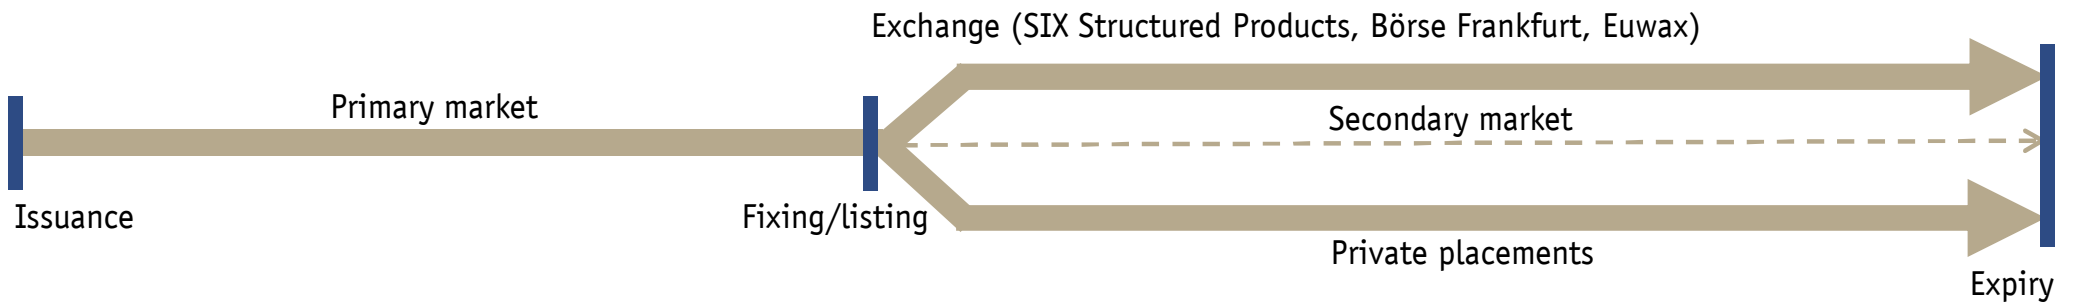 Exchange (SIX Structured Products, Börse Frankfurt, Euwax)
Primary market
Secondary market
Issuance
Fixing/listing
Private placements
Expiry